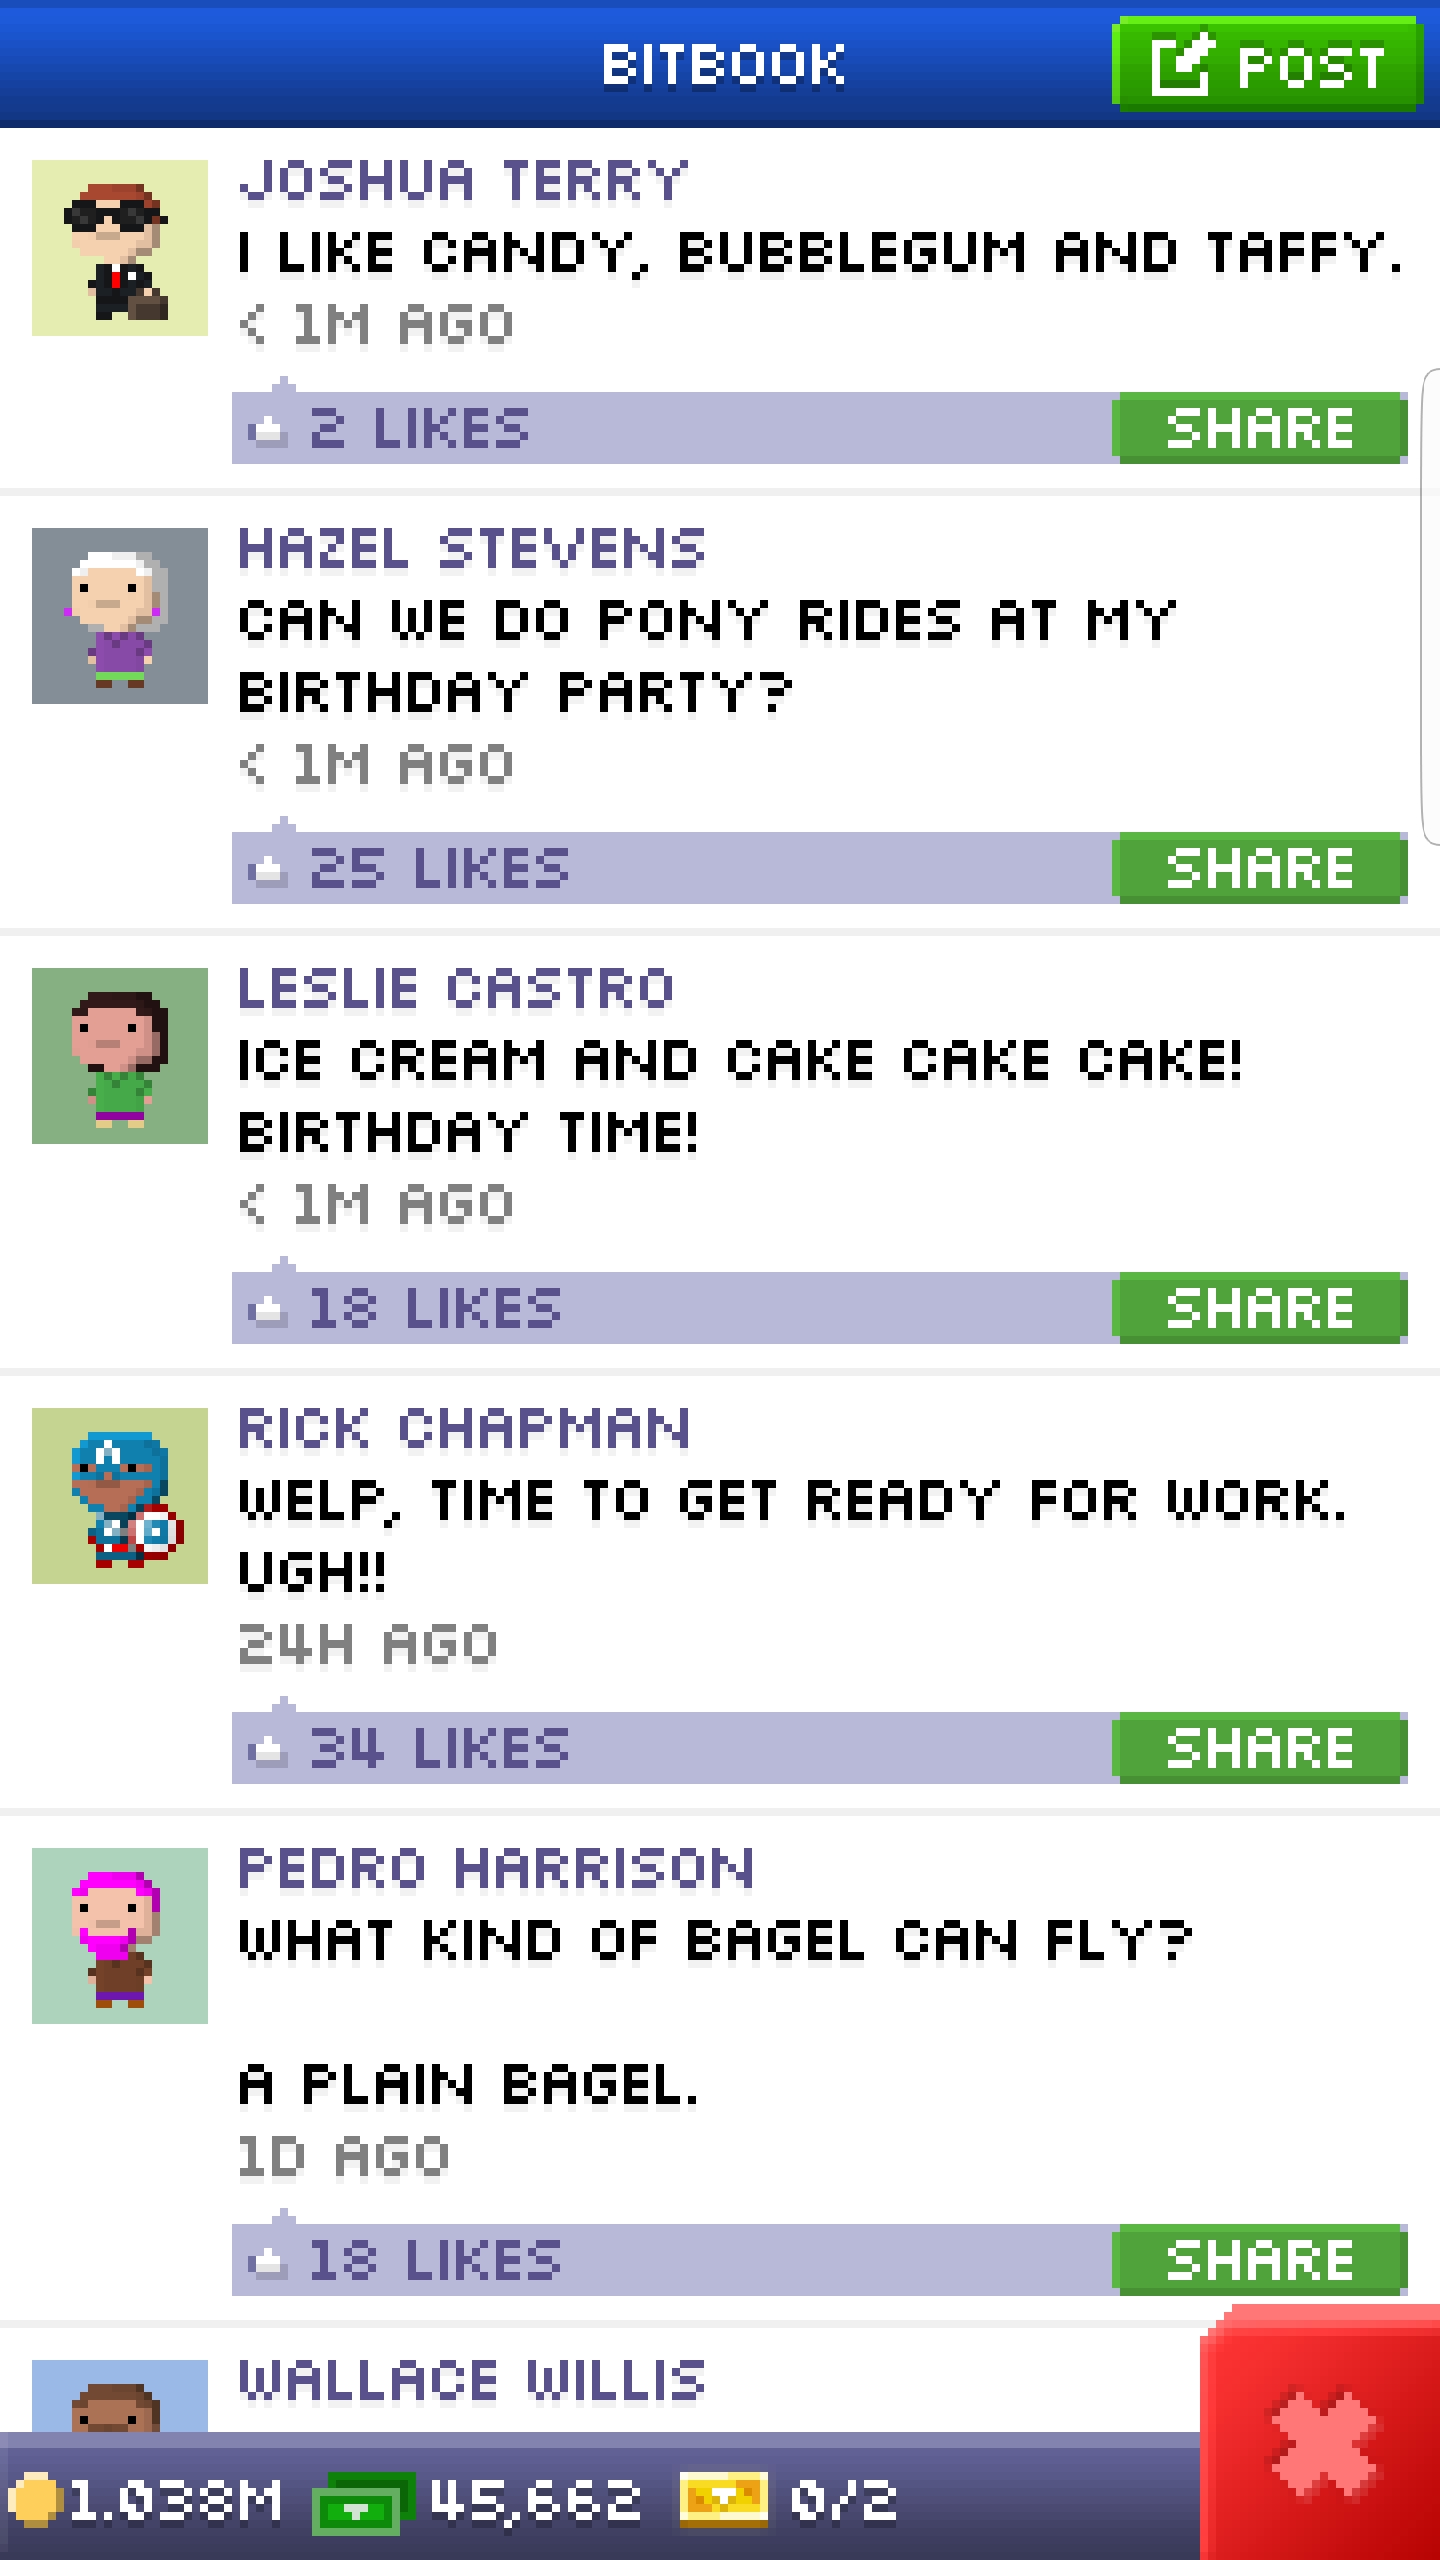 BITBOOK
POST
JOSHUA TERRY
I LIKE CANDY, BUBBLEGUM AND TAFFY.
< 1M AGO
2 LIKES
SHARE
HAZEL STEVENS
CAN WE DO PONY RIDES AT MY
BIRTHDAY PARTY?
< 1M AGO
25 LIKES
SHARE
LESLIE CASTRO
ICE CREAM AND CAKE CAKE CAKE!
BIRTHDAY TIME!
< 1M AGO
18 LIKES
SHARE
RICK CHAPMAN
WELP, TIME TO GET READY FOR WORK.
UGH!!
24H AGO
34 LIKES
SHARE
PEDRO HARRISON
WHAT KIND OF BAGEL CAN FLY?
A PLAIN BAGEL.
1D AGO
18 LIKES
SHARE
WALLACE WILLIS
1.038M 45,662 0/2